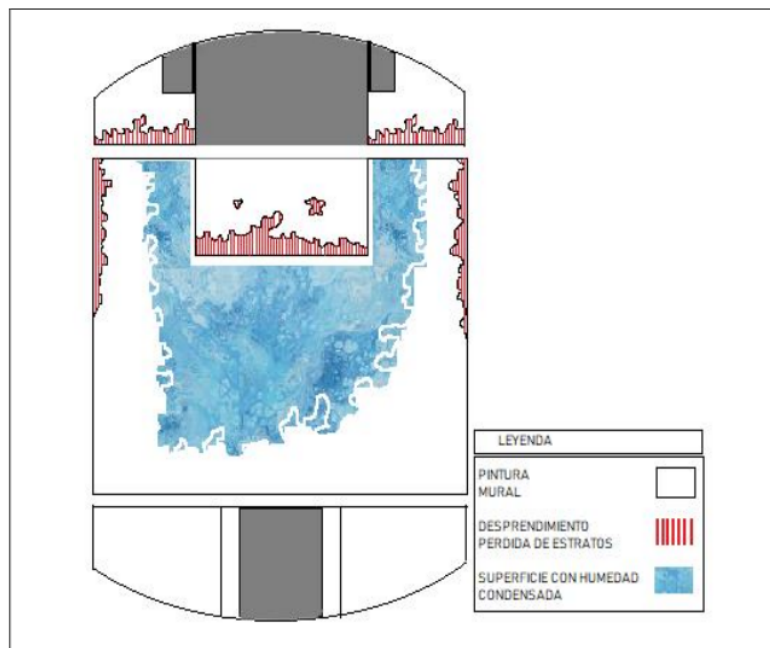 LEYENDA
PINTURA
MURAL
DESPRENDIMIENTO
PERDIDA DE ESTRATOS
SUPERFICIE CON HUMEDAD
CONDENSADA